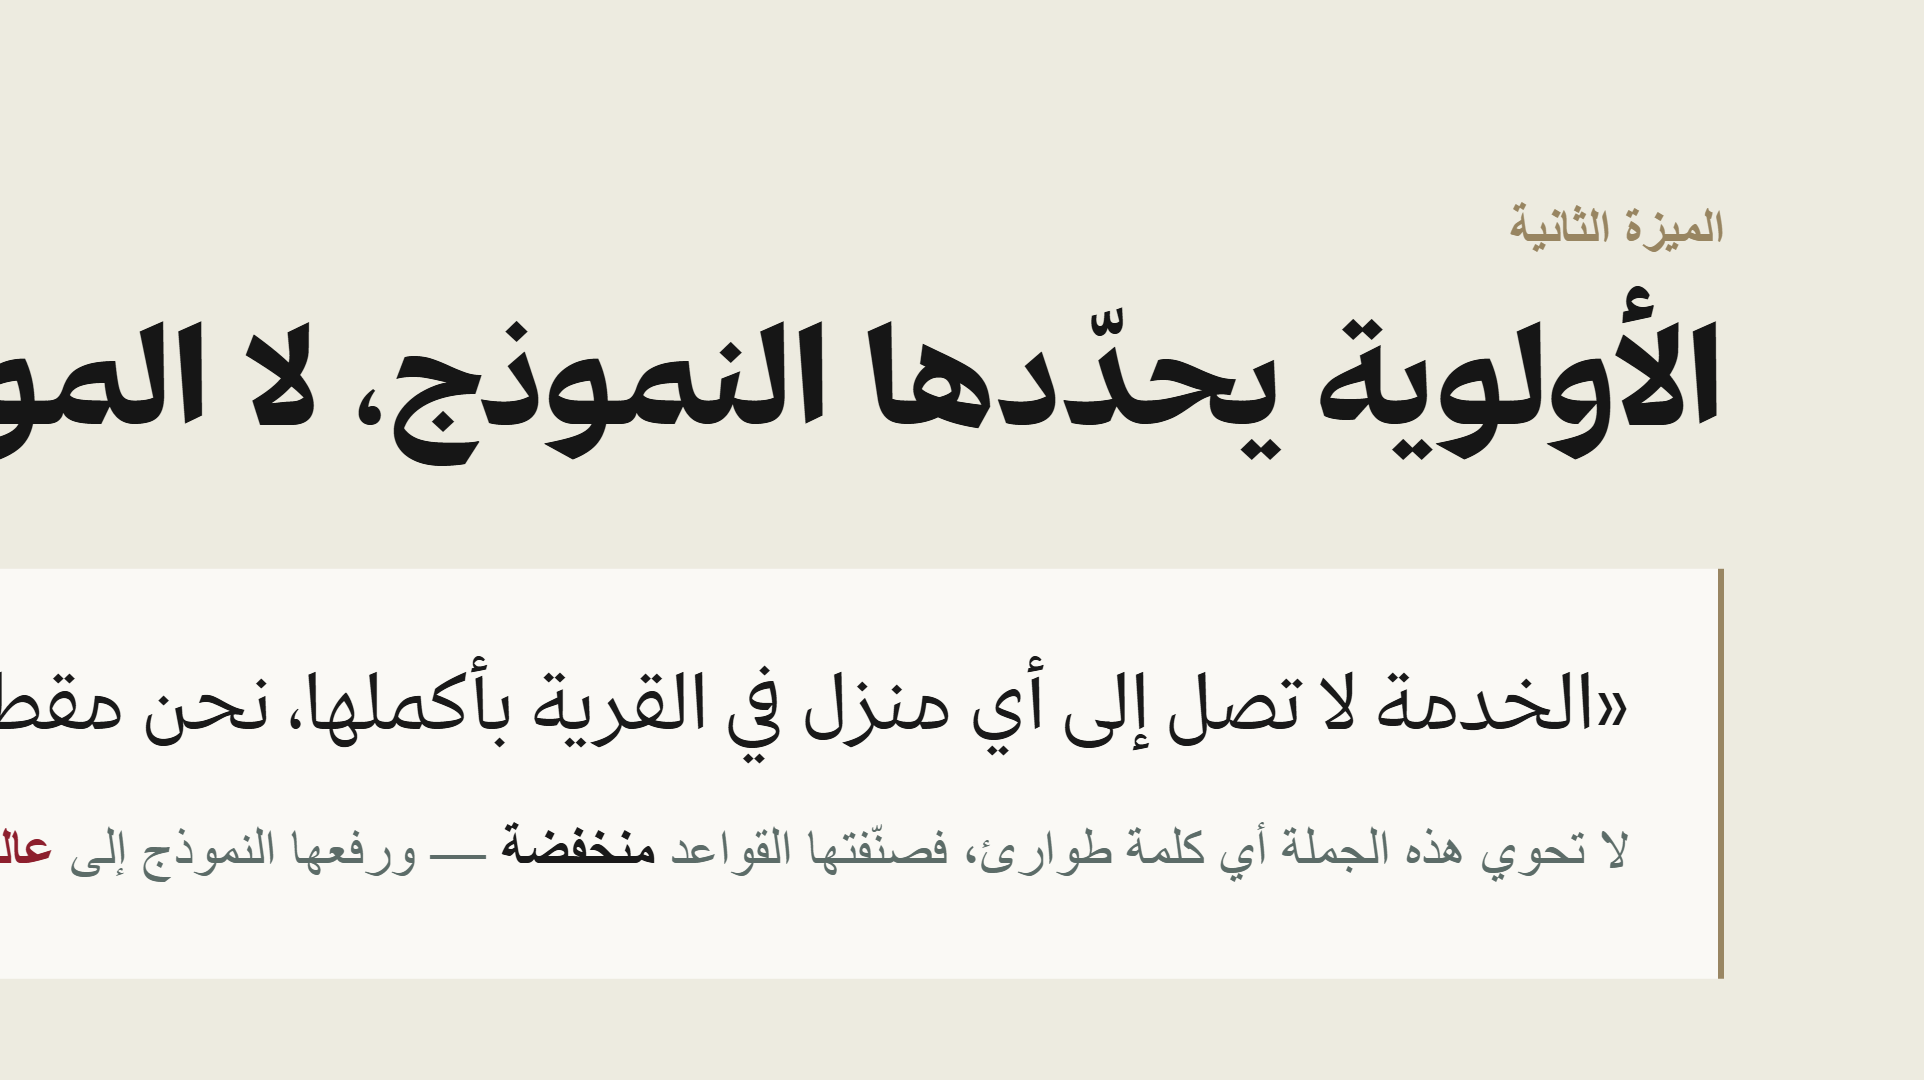 الميزة الثانية
الأولوية يحدّدها النموذج، لا
«الخدمة لا تصل إلى أي منزل في القرية بأكملها، نحن
لا تحوي هذه الجملة أي كلمة طوارئ، فصنّفتها القواعد منخفضة — ورفعها النموذج إلى